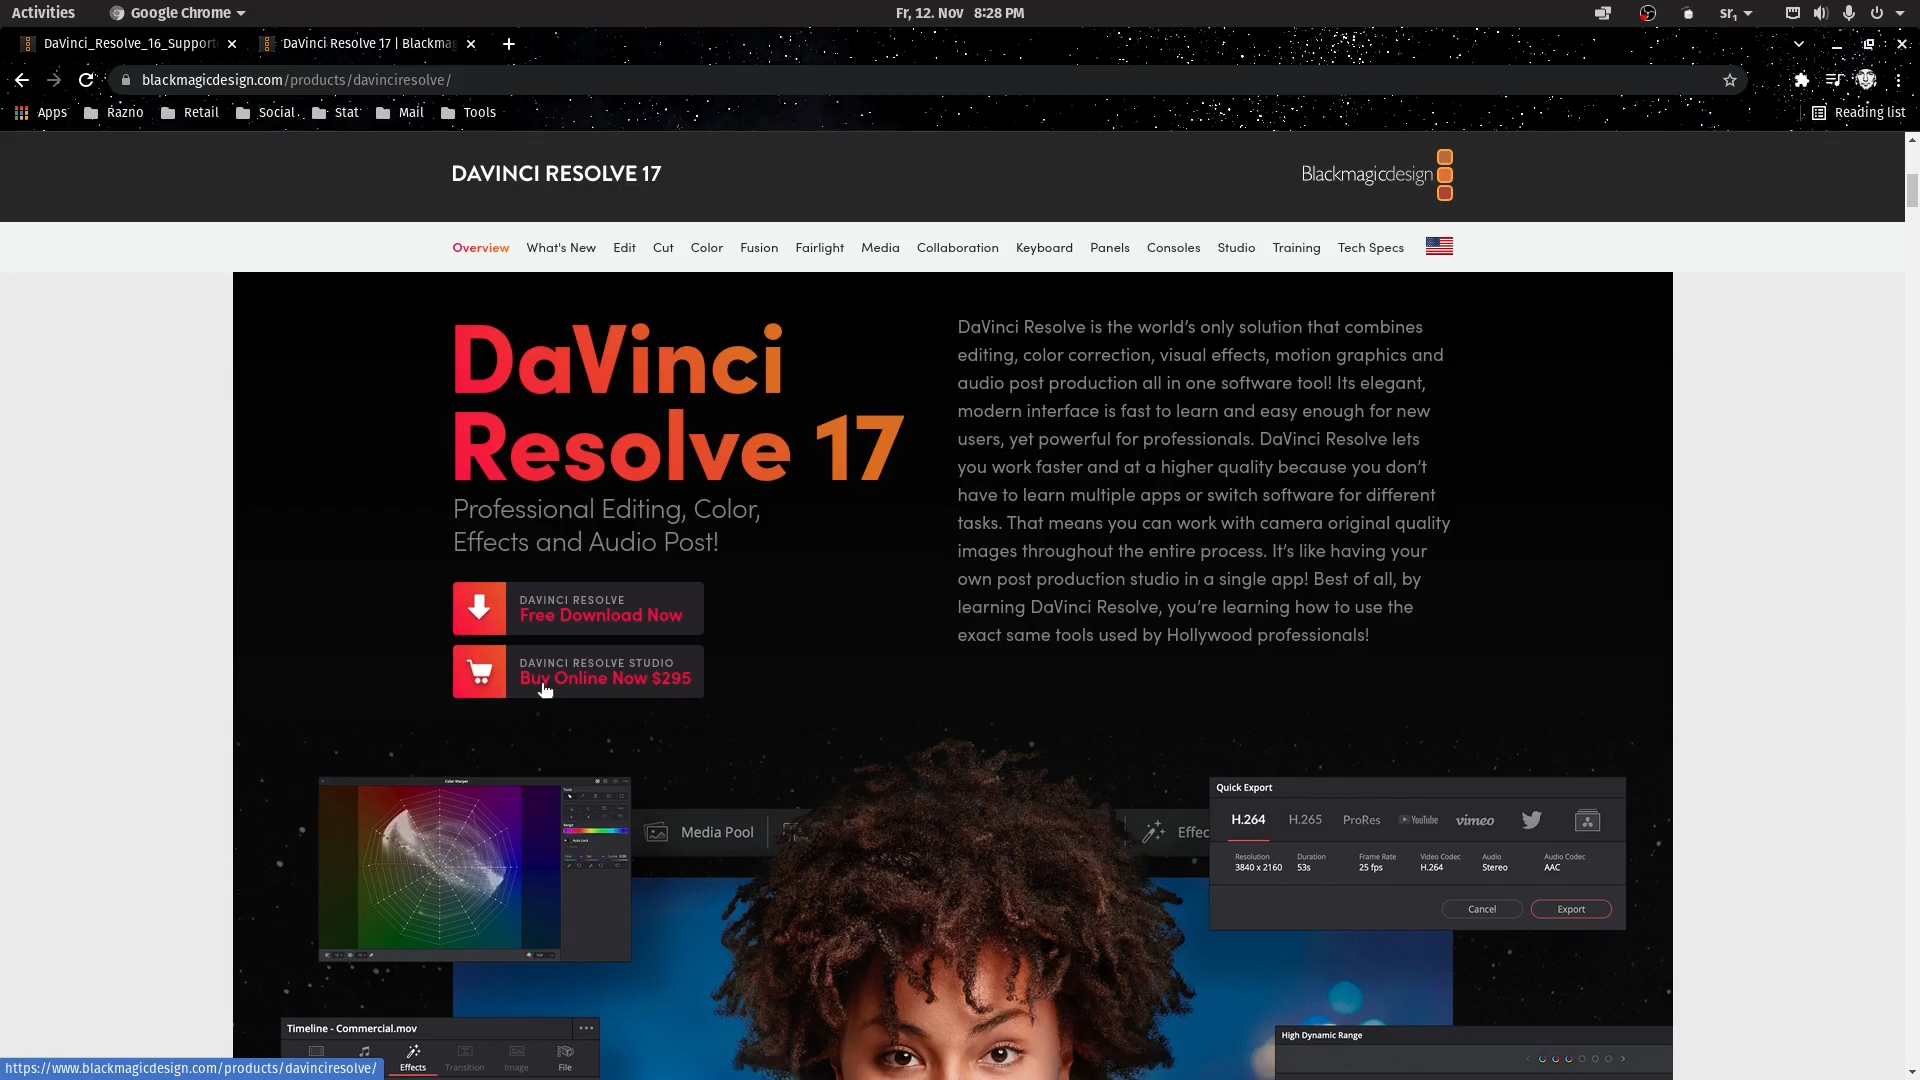 Activities
Google Chrome
Fr, 12. Nov 8:28 PM
sr₁
DaVinci_Resolve_16_Support
DaVinci Resolve 17 | Blackmag
blackmagicdesign.com/products/davinciresolve/
Apps
Razno
Retail
Social
Stat
Mail
Tools
Reading list
DAVINCI RESOLVE 17
Blackmagicdesign
Overview What's New Edit Cut Color Fusion Fairlight Media Collaboration Keyboard Panels Consoles Studio Training Tech Specs
DaVinci
Resolve 17
Professional Editing, Color,
Effects and Audio Post!
DAVINCI RESOLVE
Free Download Now
DAVINCI RESOLVE STUDIO
Buy Online Now $295
DaVinci Resolve is the world’s only solution that combines
editing, color correction, visual effects, motion graphics and
audio post production all in one software tool! Its elegant,
modern interface is fast to learn and easy enough for new
users, yet powerful for professionals. DaVinci Resolve lets
you work faster and at a higher quality because you don’t
have to learn multiple apps or switch software for different
tasks. That means you can work with camera original quality
images throughout the entire process. It’s like having your
own post production studio in a single app! Best of all, by
learning DaVinci Resolve, you’re learning how to use the
exact same tools used by Hollywood professionals!
Color Warper
Tools
Range
Auto Lock
Media Pool
Effec
Quick Export
H.264 H.265 ProRes YouTube vimeo
Resolution Duration Frame Rate Video Codec Audio Audio Codec
3840 x 2160 53s 25 fps H.264 Stereo AAC
Cancel Export
Timeline - Commercial.mov
Effects Transition Image File
High Dynamic Range
https://www.blackmagicdesign.com/products/davinciresolve/